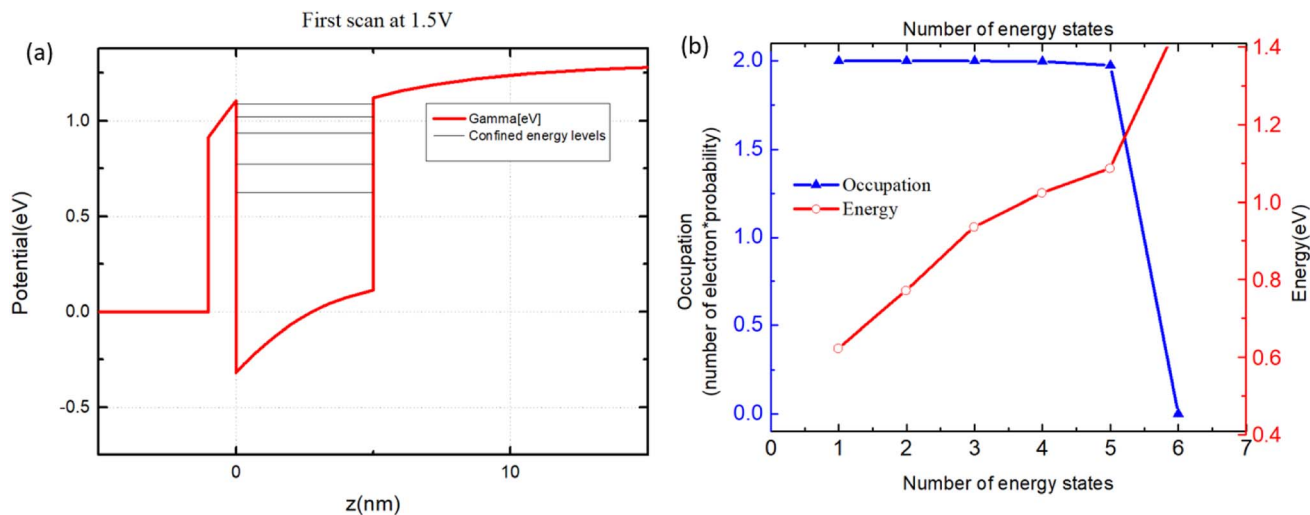 First scan at 1.5V
(a)
Gamma[eV]
Confined energy levels
1.0
0.5
0.0
-0.5
Potential(eV)
0
10
z(nm)
(b)
Number of energy states
2.0
1.5
1.0
0.5
0.0
Occupation
(number of electron*probability)
Occupation
Energy
1.4
1.2
1.0
0.8
0.6
0.4
Energy(eV)
0 1 2 3 4 5 6 7
Number of energy states